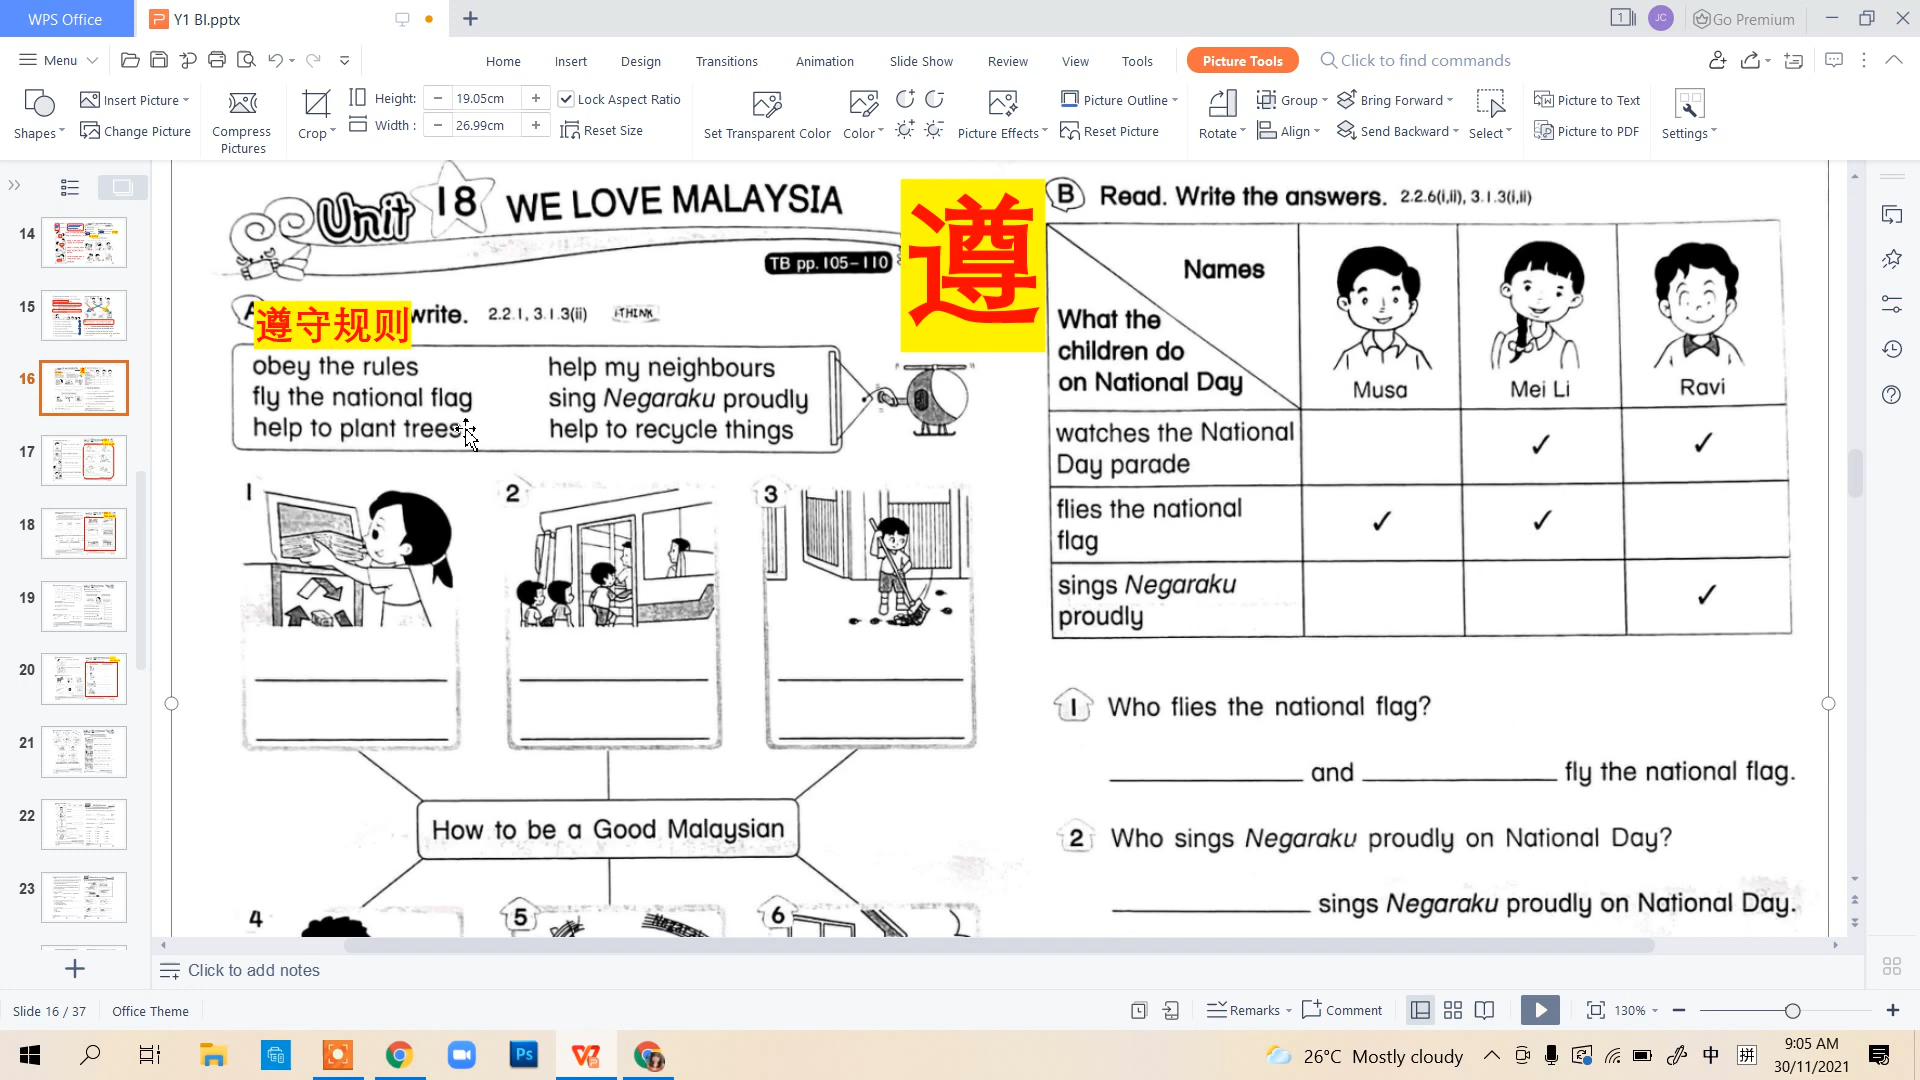 WPS Office
Y1 BI.pptx
JC
Go Premium
Menu
Home
Insert
Design
Transitions
Animation
Slide Show
Review
View
Tools
Picture Tools
Click to find commands
Shapes
Insert Picture
Change Picture
Compress Pictures
Crop
Height: 19.05cm
Width : 26.99cm
Lock Aspect Ratio
Reset Size
Set Transparent Color
Color
Picture Effects
Picture Outline
Reset Picture
Rotate
Group
Align
Bring Forward
Send Backward
Select
Picture to Text
Picture to PDF
Settings
14
15
16
17
18
19
20
21
22
23
Unit 18 WE LOVE MALAYSIA
TB pp. 105–110
遵守规则
write. 2.2.1, 3.1.3(ii) iTHINK
遵
obey the rules
help my neighbours
fly the national flag
sing Negaraku proudly
help to plant trees
help to recycle things
1
2
3
How to be a Good Malaysian
4
5
6
B Read. Write the answers. 2.2.6(i,ii), 3.1.3(i,ii)
Names
What the
children do
on National Day
Musa
Mei Li
Ravi
watches the National
Day parade
✓ ✓
flies the national
flag
✓ ✓
sings Negaraku
proudly
✓
1 Who flies the national flag?
____________ and ____________ fly the national flag.
2 Who sings Negaraku proudly on National Day?
____________ sings Negaraku proudly on National Day.
Click to add notes
Slide 16 / 37
Office Theme
Remarks
Comment
130%
Ps
26°C Mostly cloudy
中
拼
9:05 AM
30/11/2021